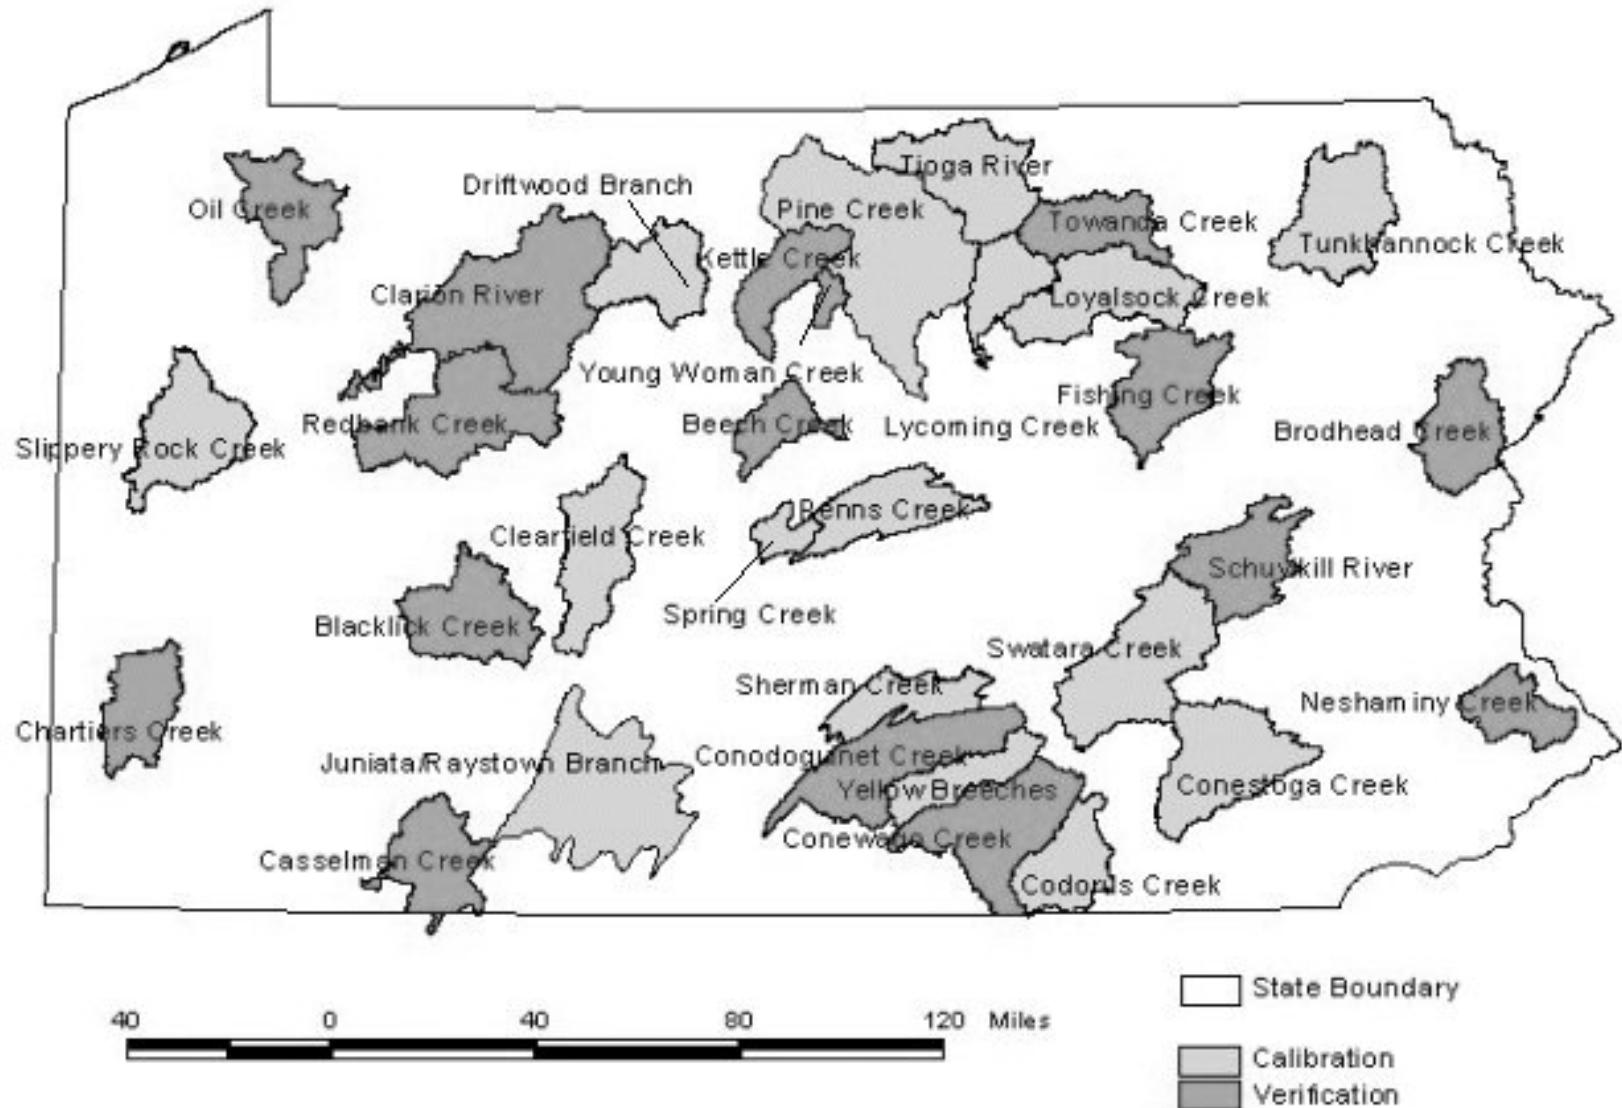 Tioga River
Driftwood Branch
Oil Creek
Pine Creek
Towanda Creek
Tunkhannock Creek
Kettle Creek
Clarion River
Loyalsock Creek
Young Woman Creek
Fishing Creek
Redbank Creek
Beech Creek
Lycoming Creek
Brodhead Creek
Slippery Rock Creek
Penns Creek
Clearfield Creek
Schuylkill River
Spring Creek
Blacklick Creek
Swatara Creek
Sherman Creek
Neshaminy Creek
Chartiers Creek
Conodoguinet Creek
Juniata/Raystown Branch
Conestoga Creek
Yellow Breeches
Conewago Creek
Casselman Creek
Codorus Creek
State Boundary
40 0 40 80 120 Miles
Calibration
Verification